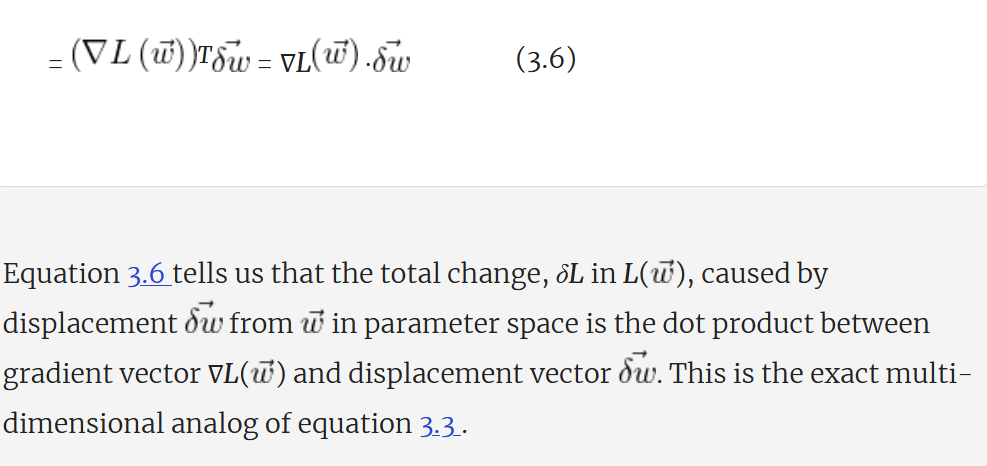 = (∇L (w⃗))ᵀδw⃗ = ∇L(w⃗) .δw⃗ (3.6)
Equation 3.6 tells us that the total change, δL in L(w⃗), caused by
displacement δw⃗ from w⃗ in parameter space is the dot product between
gradient vector ∇L(w⃗) and displacement vector δw⃗. This is the exact multi-
dimensional analog of equation 3.3 .